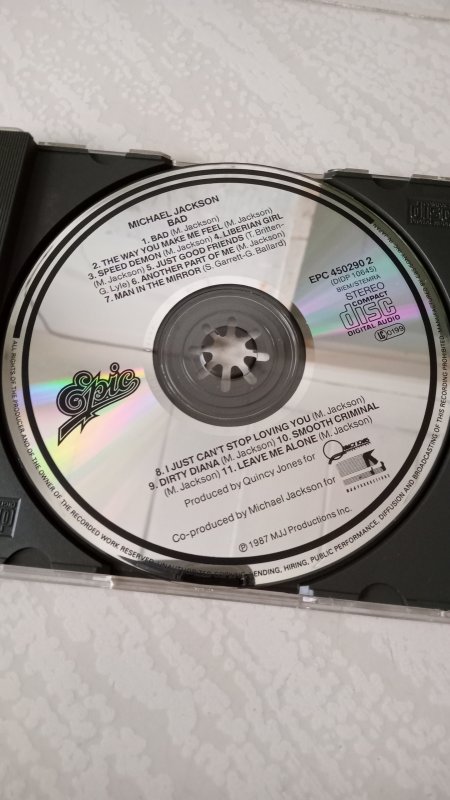 MICHAEL JACKSON
BAD
1. BAD (M. Jackson)
2. THE WAY YOU MAKE ME FEEL (M. Jackson)
3. SPEED DEMON (M. Jackson) 4. LIBERIAN GIRL
(M. Jackson) 5. JUST GOOD FRIENDS (T. Britten-
G. Lyle) 6. ANOTHER PART OF ME (M. Jackson)
7. MAN IN THE MIRROR (S. Garrett-G. Ballard)
EPC 450290 2
(DIDP 10645)
BIEM/STEMRA
STEREO
COMPACT
disc
DIGITAL AUDIO
LC 0199
Epic
8. I JUST CAN'T STOP LOVING YOU (M. Jackson)
9. DIRTY DIANA (M. Jackson) 10. SMOOTH CRIMINAL
(M. Jackson) 11. LEAVE ME ALONE (M. Jackson)
Produced by Quincy Jones for
QUINCY JONES
PRODUCTIONS
Co-produced by Michael Jackson for
MJJ PRODUCTIONS
℗ 1987 MJJ Productions Inc.
ALL RIGHTS OF THE PRODUCER AND OF THE OWNER OF THE RECORDED WORK RESERVED. UNAUTHORIZED LENDING, HIRING, PUBLIC PERFORMANCE, DIFFUSION AND BROADCASTING OF THIS RECORD PROHIBITED.